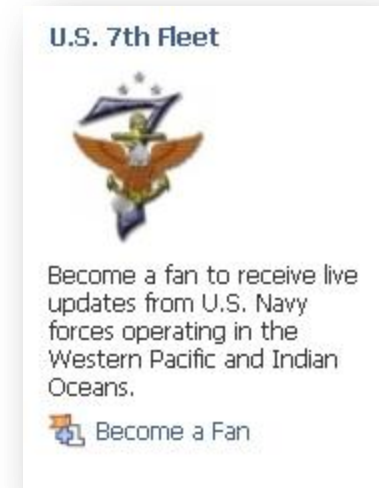 U.S. 7th Fleet
7
Become a fan to receive live
updates from U.S. Navy
forces operating in the
Western Pacific and Indian
Oceans.
Become a Fan